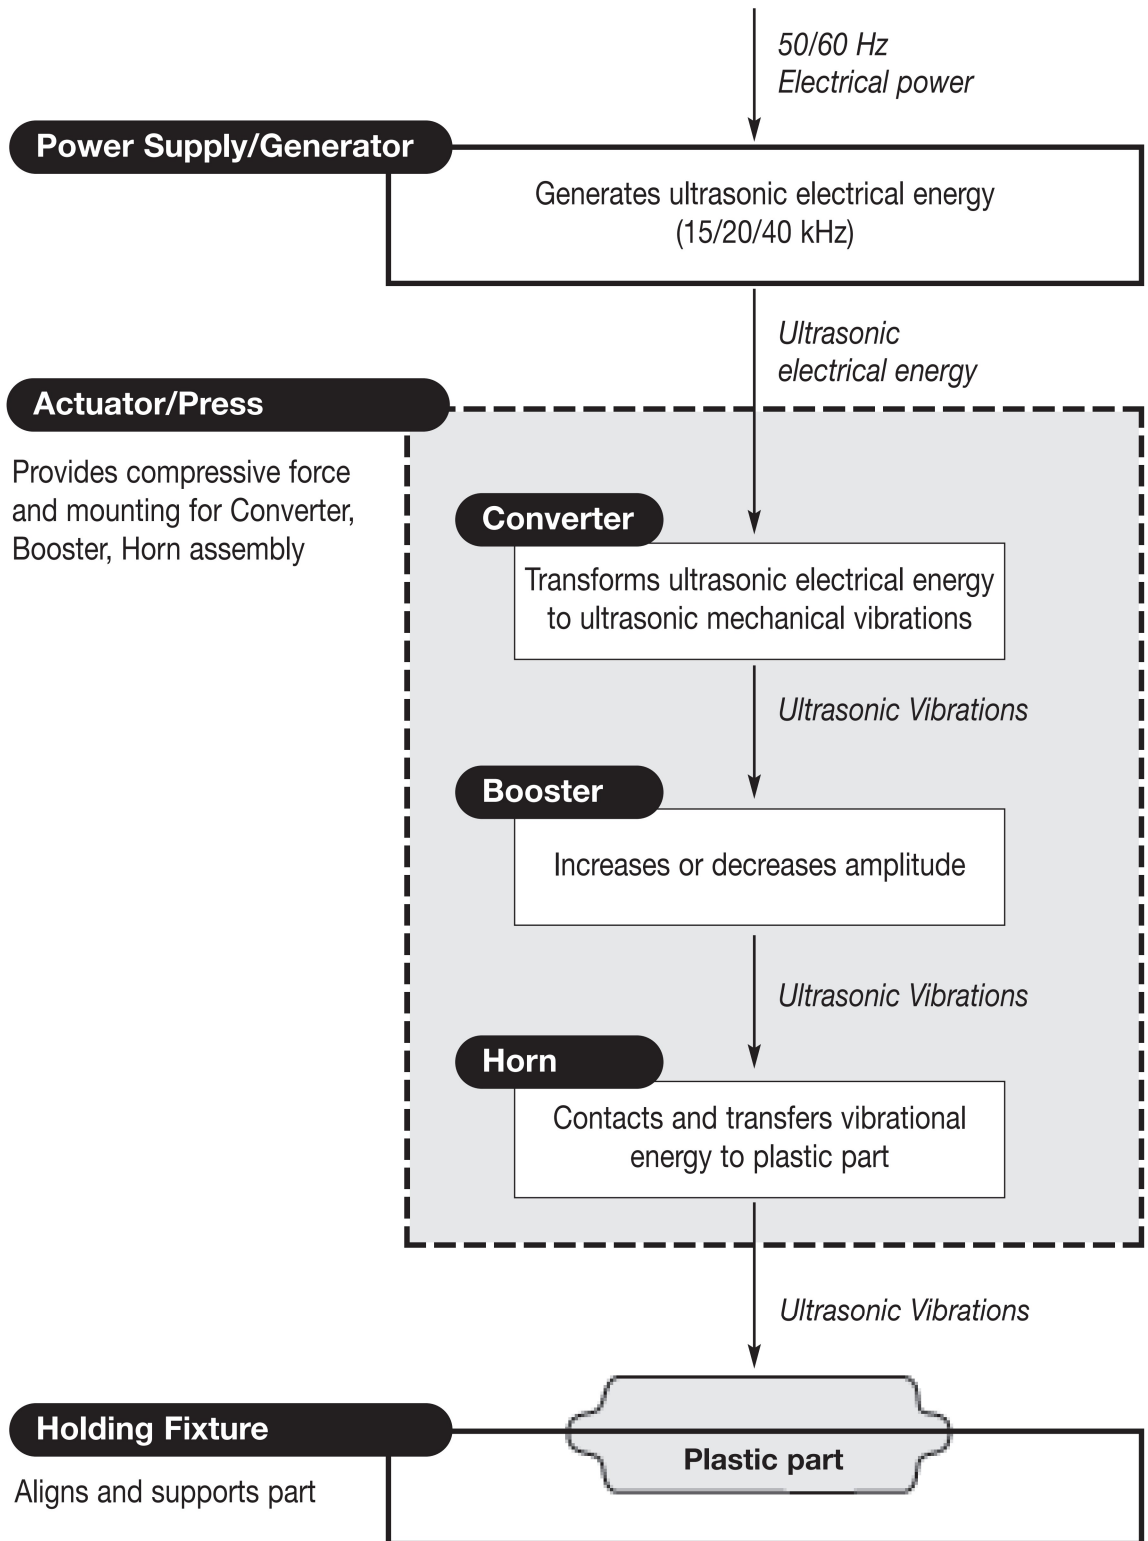 50/60 Hz
Electrical power
Power Supply/Generator
Generates ultrasonic electrical energy
(15/20/40 kHz)
Ultrasonic
electrical energy
Actuator/Press
Provides compressive force
and mounting for Converter,
Booster, Horn assembly
Converter
Transforms ultrasonic electrical energy
to ultrasonic mechanical vibrations
Ultrasonic Vibrations
Booster
Increases or decreases amplitude
Ultrasonic Vibrations
Horn
Contacts and transfers vibrational
energy to plastic part
Ultrasonic Vibrations
Holding Fixture
Aligns and supports part
Plastic part